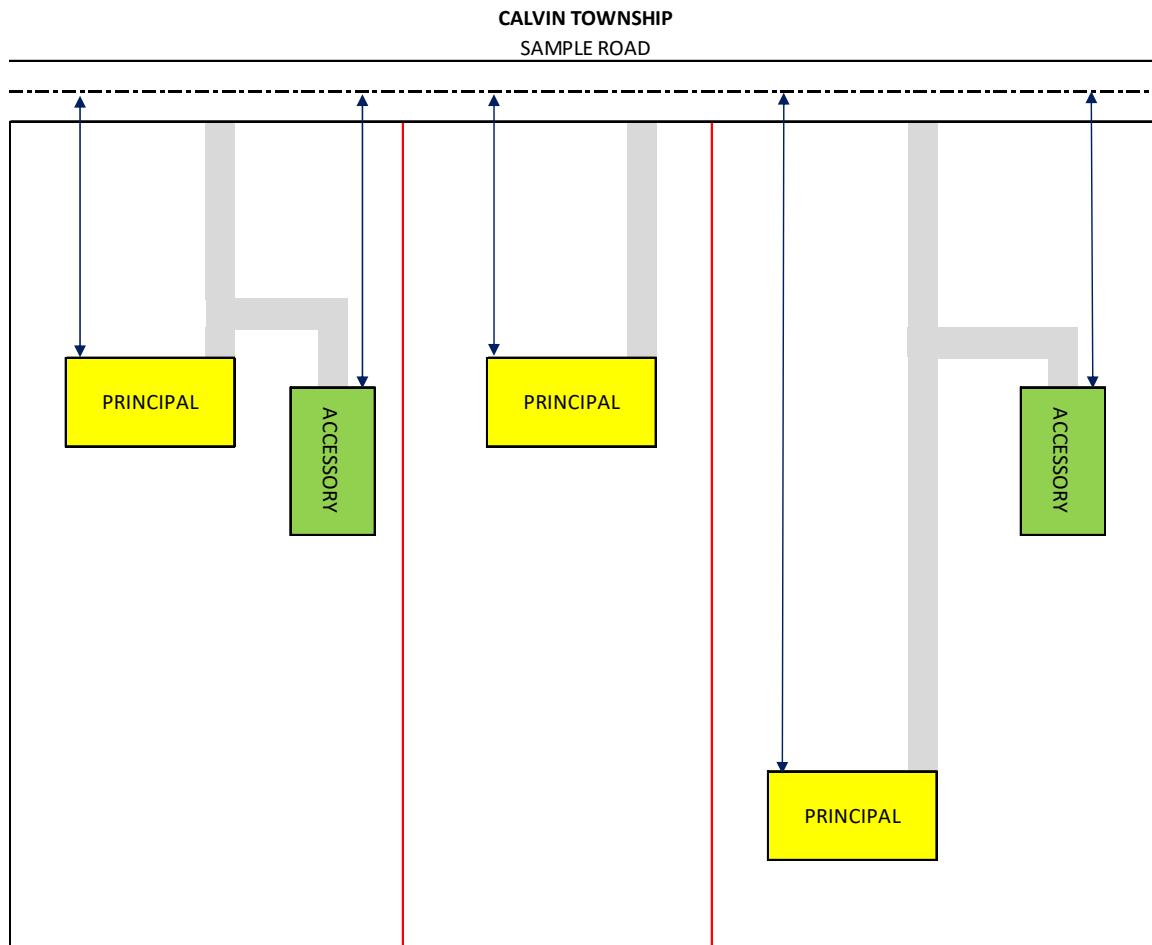 CALVIN TOWNSHIP
SAMPLE ROAD
PRINCIPAL
ACCESSORY
PRINCIPAL
ACCESSORY
PRINCIPAL